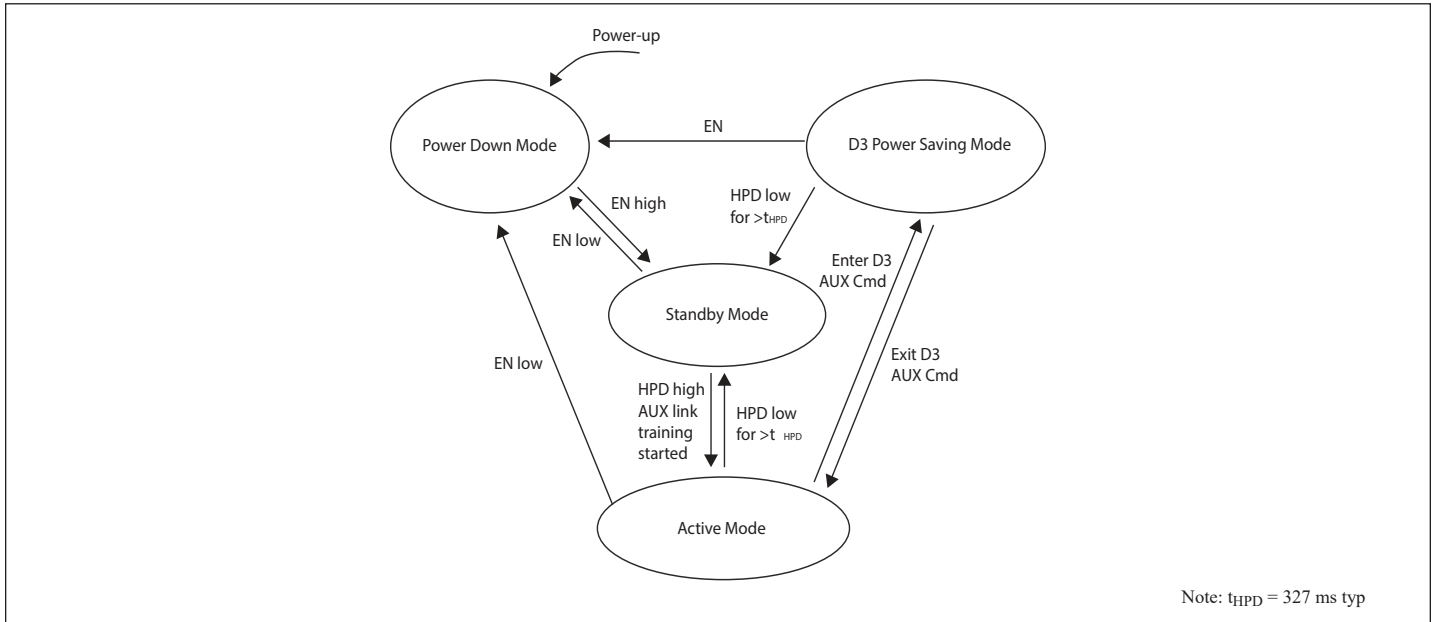 Power-up
Power Down Mode
EN
D3 Power Saving Mode
EN high
EN low
HPD low
for >tHPD
Enter D3
AUX Cmd
Standby Mode
EN low
Exit D3
AUX Cmd
HPD high
AUX link
training
started
HPD low
for >t HPD
Active Mode
Note: tHPD = 327 ms typ